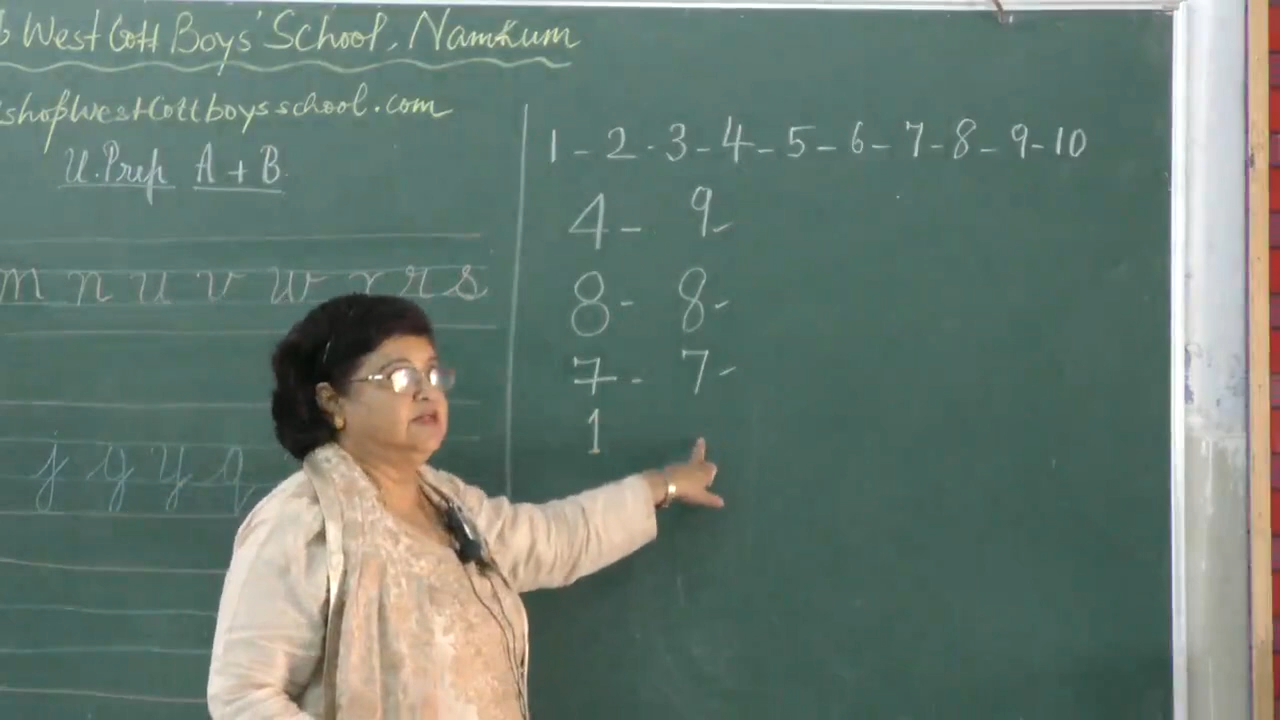 West Cott Boys' School, Namkum
shopwestcottboysschool.com
U.Prep A + B
m n u v w x r s
j g y q
1 - 2 - 3 - 4 - 5 - 6 - 7 - 8 - 9 - 10
4 - 9 -
8 - 8 -
7 - 7 -
1